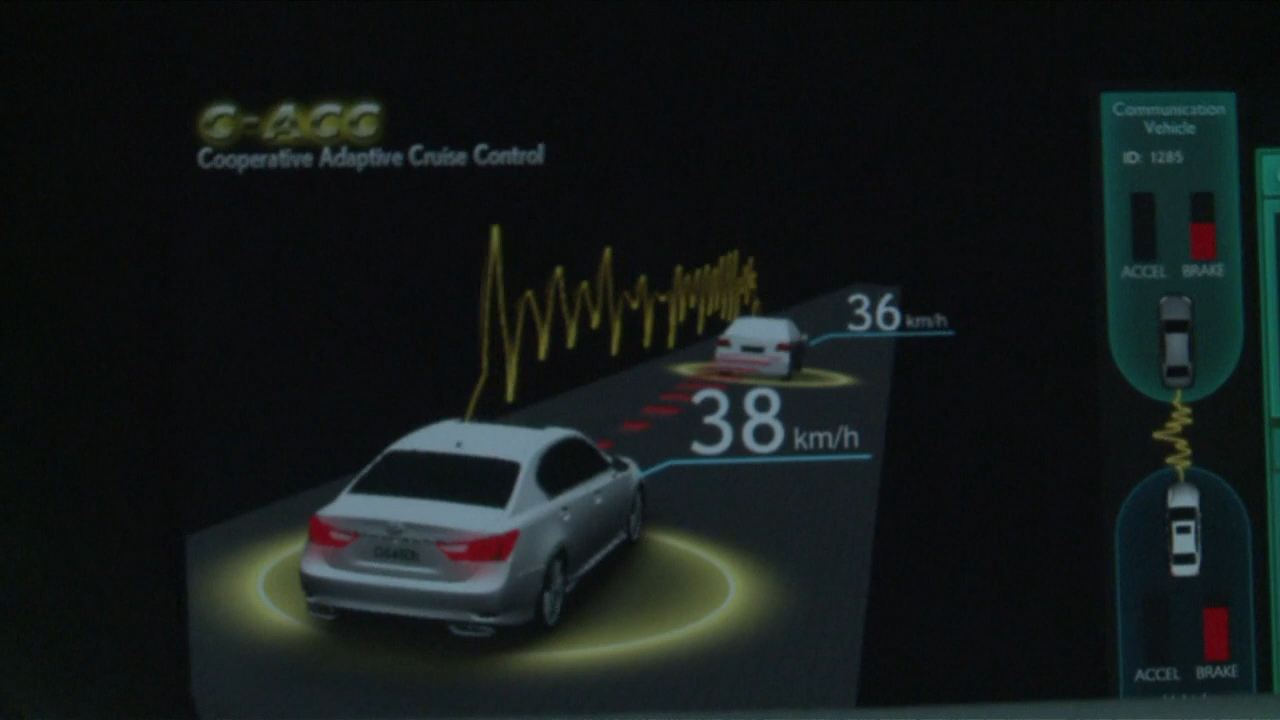 C-ACC
Cooperative Adaptive Cruise Control
36 km/h
38 km/h
Communication
Vehicle
ID: 1285
ACCEL BRAKE
ACCEL BRAKE